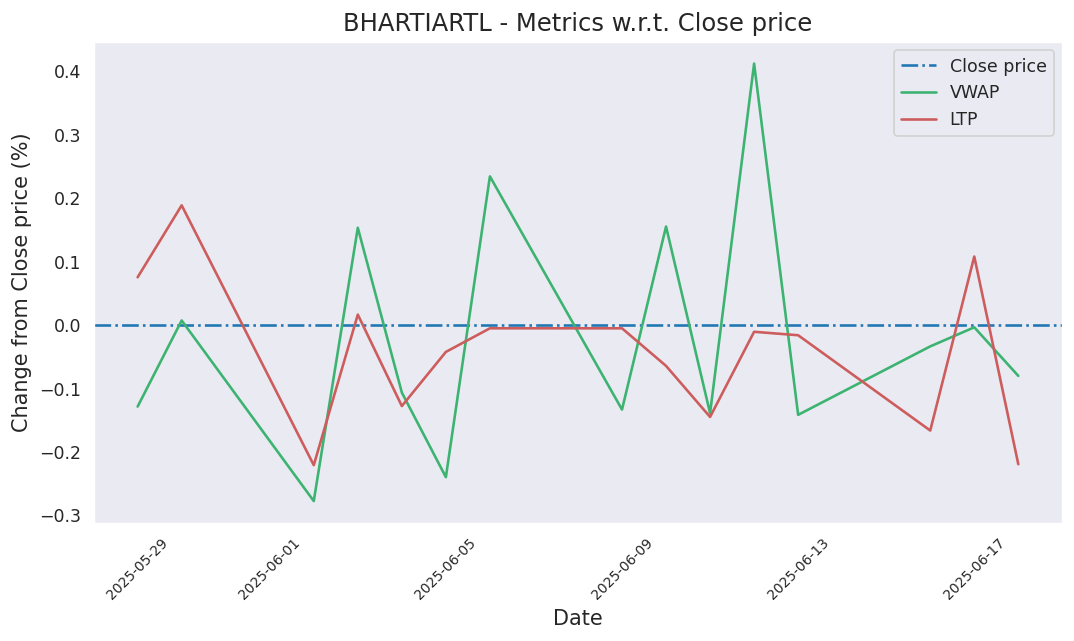 BHARTIARTL - Metrics w.r.t. Close price
Close price
VWAP
LTP
Change from Close price (%)
0.4
0.3
0.2
0.1
0.0
−0.1
−0.2
−0.3
2025-05-29
2025-06-01
2025-06-05
2025-06-09
2025-06-13
2025-06-17
Date